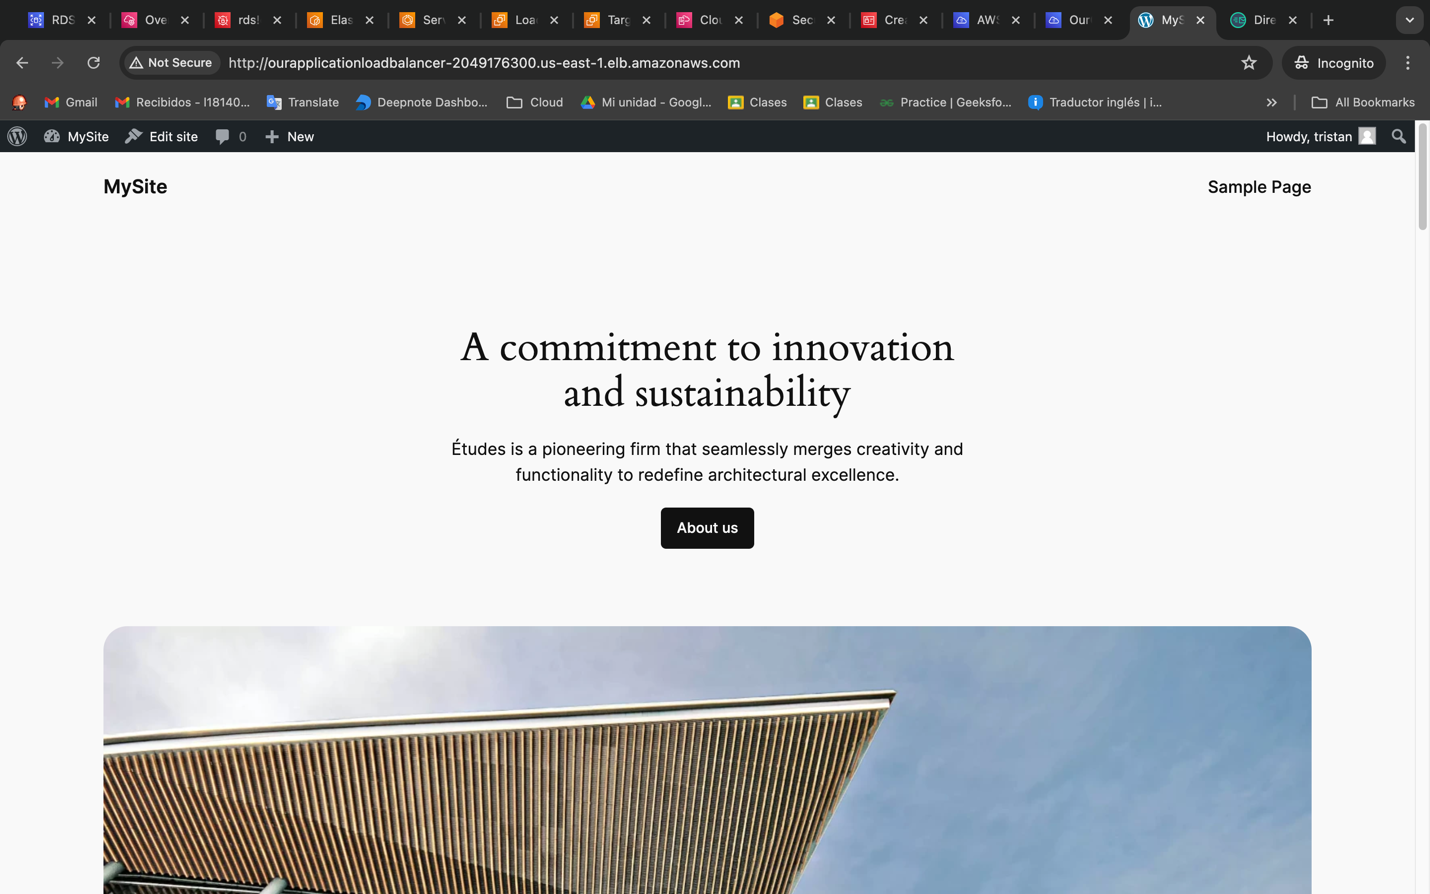 RDS
Ove
rds!
Elas
Ser
Loa
Targ
Clou
Sec
Cre
AWS
Our
MyS
Dire
Not Secure
http://ourapplicationloadbalancer-2049176300.us-east-1.elb.amazonaws.com
Incognito
Gmail
Recibidos - l18140...
Translate
Deepnote Dashbo...
Cloud
Mi unidad - Googl...
Clases
Clases
Practice | Geeksfo...
Traductor inglés | i...
All Bookmarks
MySite
Edit site
0
New
Howdy, tristan
MySite
Sample Page
A commitment to innovation
and sustainability
Études is a pioneering firm that seamlessly merges creativity and
functionality to redefine architectural excellence.
About us